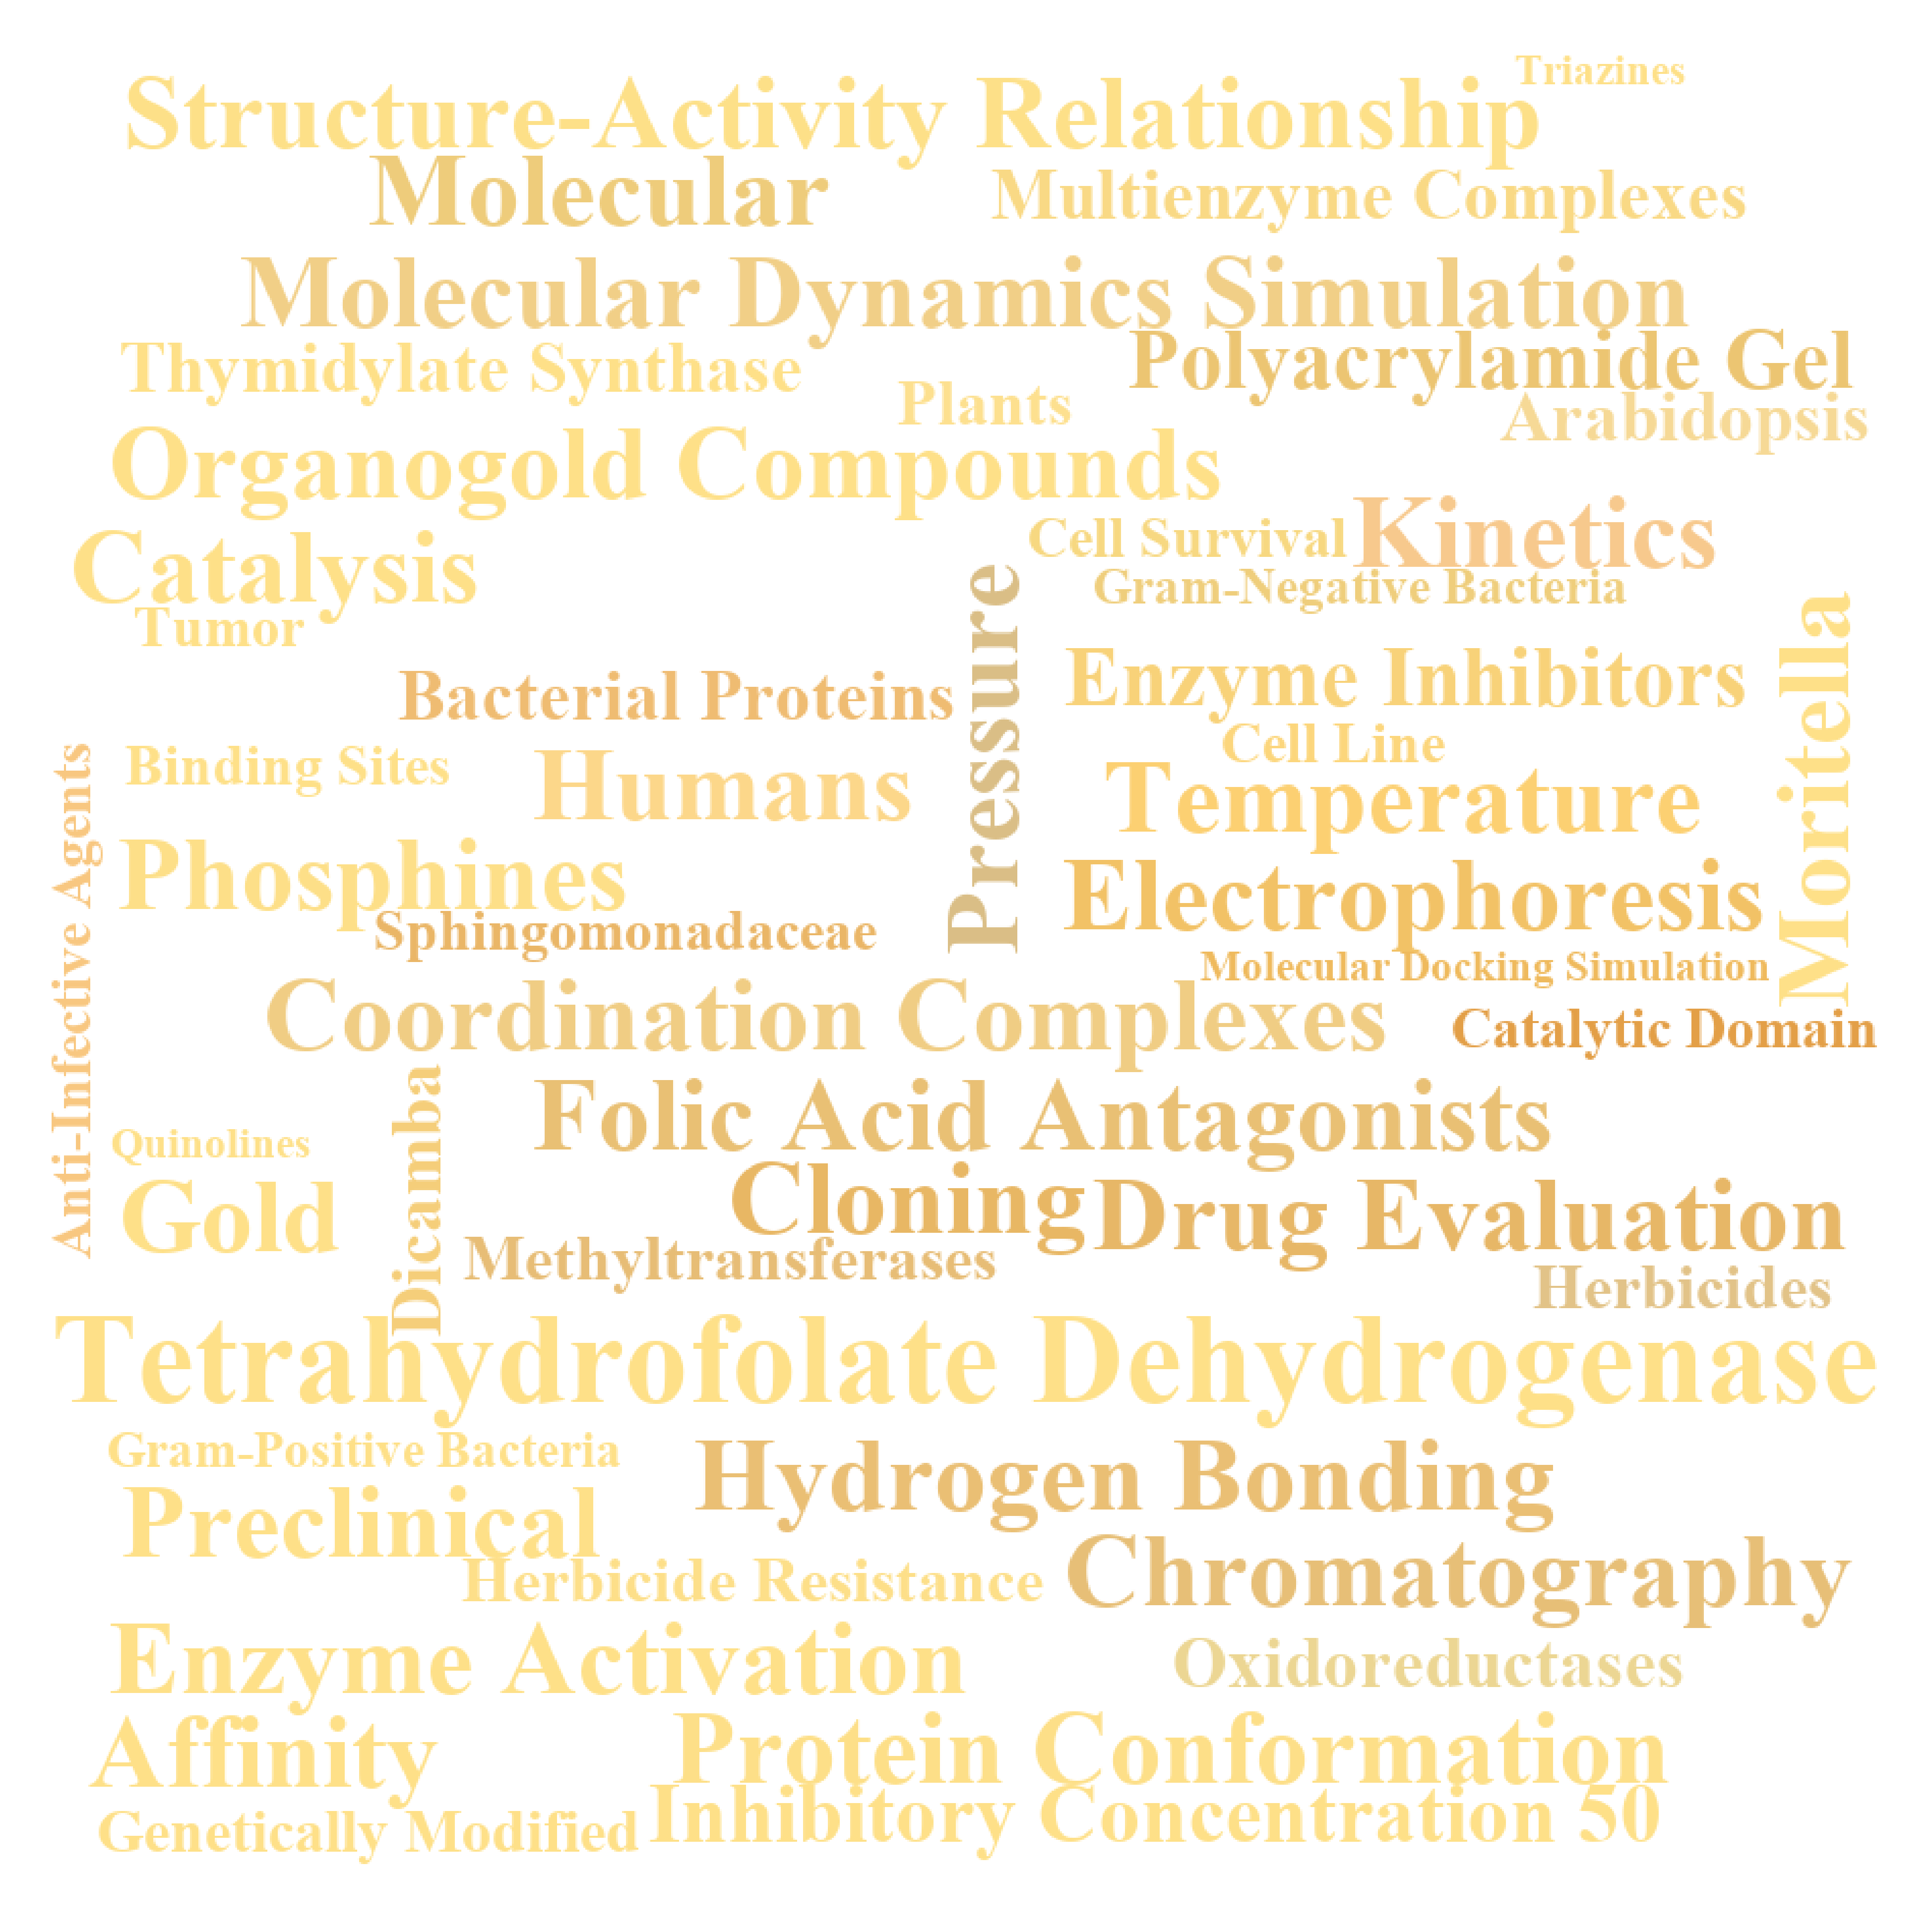 Triazines
Structure-Activity Relationship
Molecular
Multienzyme Complexes
Molecular Dynamics Simulation
Thymidylate Synthase
Polyacrylamide Gel
Plants
Arabidopsis
Organogold Compounds
Catalysis
Cell Survival
Kinetics
Gram-Negative Bacteria
Tumor
Pressure
Moritella
Bacterial Proteins
Enzyme Inhibitors
Binding Sites
Humans
Cell Line
Temperature
Anti-Infective Agents
Phosphines
Electrophoresis
Sphingomonadaceae
Molecular Docking Simulation
Coordination Complexes
Catalytic Domain
Dicamba
Folic Acid Antagonists
Quinolines
Gold
Cloning
Drug Evaluation
Methyltransferases
Herbicides
Tetrahydrofolate Dehydrogenase
Gram-Positive Bacteria
Hydrogen Bonding
Preclinical
Herbicide Resistance
Chromatography
Enzyme Activation
Oxidoreductases
Affinity
Protein Conformation
Genetically Modified
Inhibitory Concentration 50